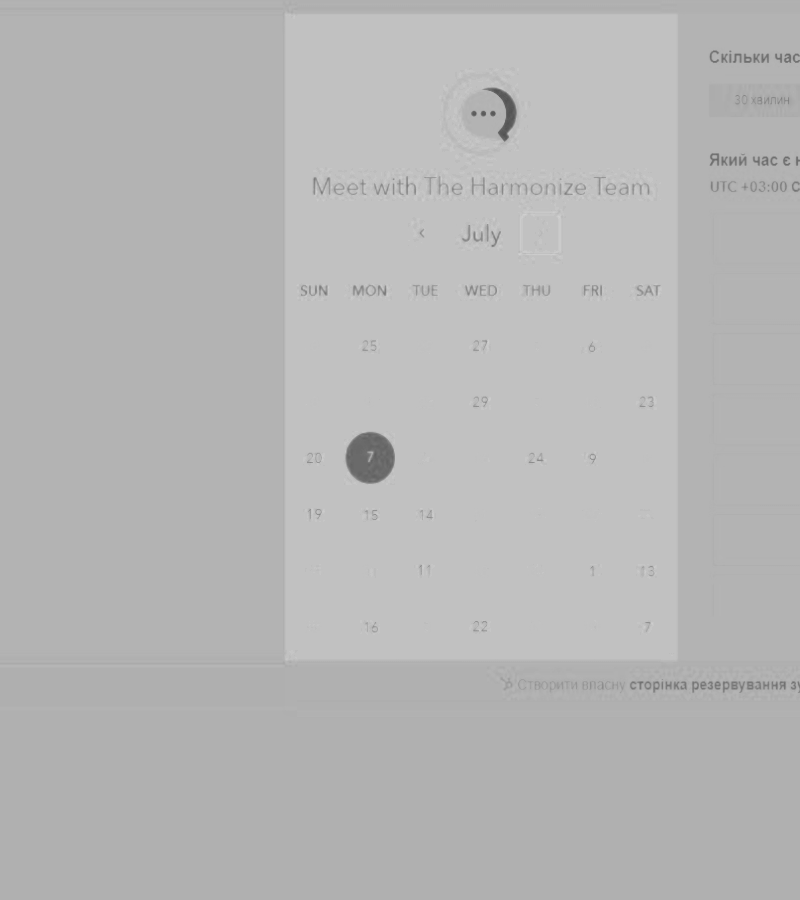 Скільки час
30 хвилин
Який час є н
Meet with The Harmonize Team
UTC +03:00 С
‹ July
SUN MON TUE WED THU FRI SAT
25 27 6
29 23
20 7 24 9
19 15 14
11 1 13
16 22 7
Створити власну сторінка резервування зу